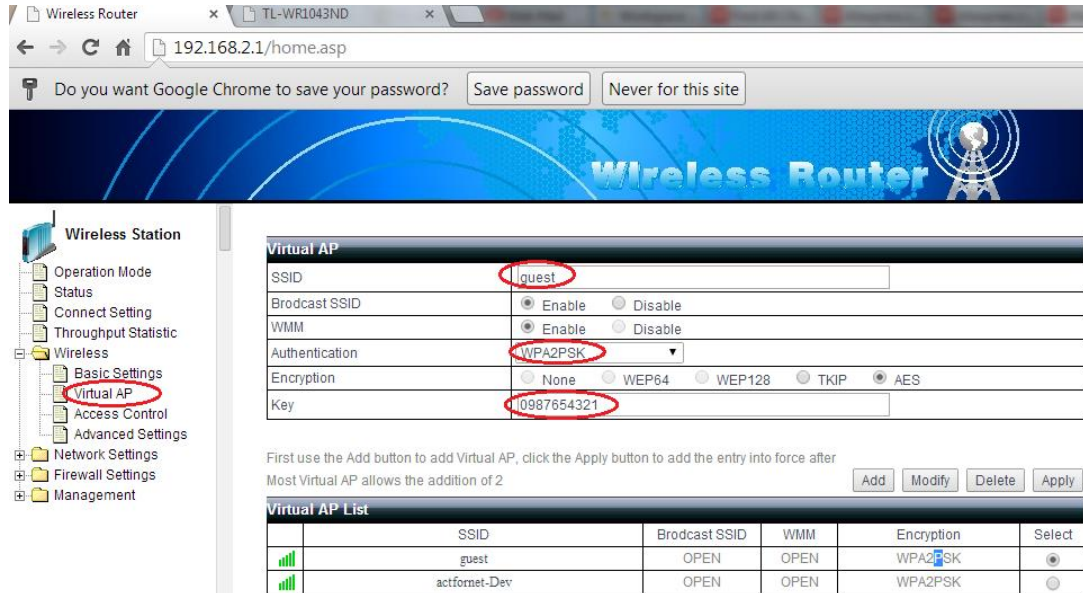 Wireless Router
TL-WR1043ND
192.168.2.1/home.asp
Do you want Google Chrome to save your password? Save password Never for this site
Wireless Router
Wireless Station
Operation Mode
Status
Connect Setting
Throughput Statistic
Wireless
Basic Settings
Virtual AP
Access Control
Advanced Settings
Network Settings
Firewall Settings
Management
Virtual AP
SSID guest
Brodcast SSID Enable Disable
WMM Enable Disable
Authentication WPA2PSK
Encryption None WEP64 WEP128 TKIP AES
Key 0987654321
First use the Add button to add Virtual AP, click the Apply button to add the entry into force after
Most Virtual AP allows the addition of 2
Add Modify Delete Apply
Virtual AP List
SSID Brodcast SSID WMM Encryption Select
guest OPEN OPEN WPA2PSK
actfornet-Dev OPEN OPEN WPA2PSK